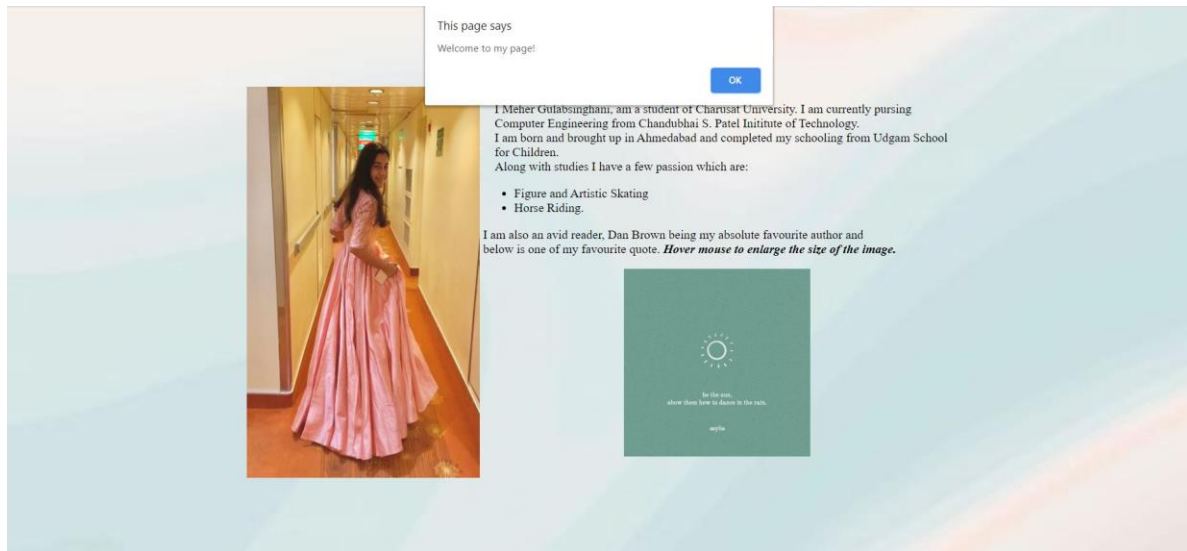 This page says
Welcome to my page!
OK
I Meher Gulabsinghani, am a student of Charusat University. I am currently pursing
Computer Engineering from Chandubhai S. Patel Inititute of Technology.
I am born and brought up in Ahmedabad and completed my schooling from Udgam School
for Children.
Along with studies I have a few passion which are:
• Figure and Artistic Skating
• Horse Riding.
I am also an avid reader, Dan Brown being my absolute favourite author and
below is one of my favourite quote. Hover mouse to enlarge the size of the image.
be the sun,
show them how to dance in the rain.